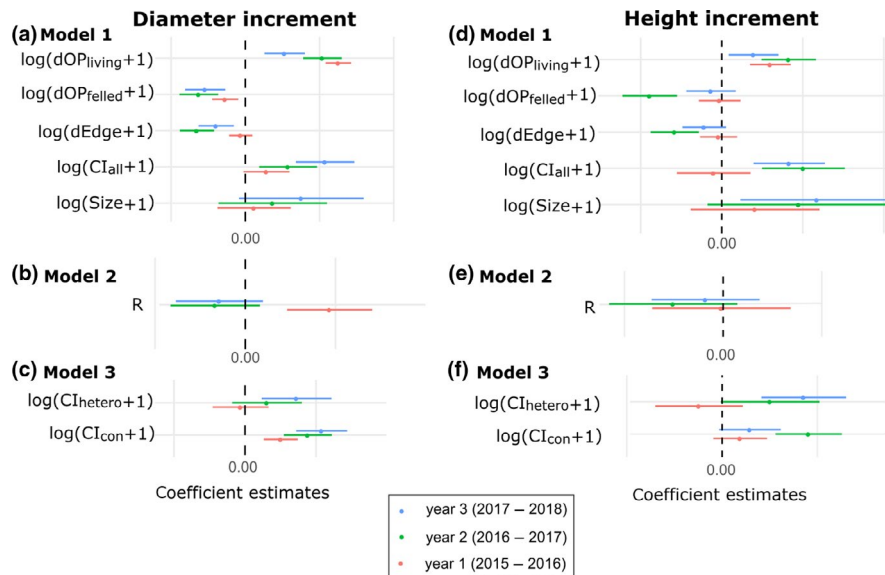 Diameter increment
(a) Model 1
log(dOPliving+1)
log(dOPfelled+1)
log(dEdge+1)
log(CIall+1)
log(Size+1)
0.00
(b) Model 2
R
0.00
(c) Model 3
log(CIhetero+1)
log(CIcon+1)
0.00
Coefficient estimates
Height increment
(d) Model 1
log(dOPliving+1)
log(dOPfelled+1)
log(dEdge+1)
log(CIall+1)
log(Size+1)
0.00
(e) Model 2
R
0.00
(f) Model 3
log(CIhetero+1)
log(CIcon+1)
0.00
Coefficient estimates
year 3 (2017 – 2018)
year 2 (2016 – 2017)
year 1 (2015 – 2016)